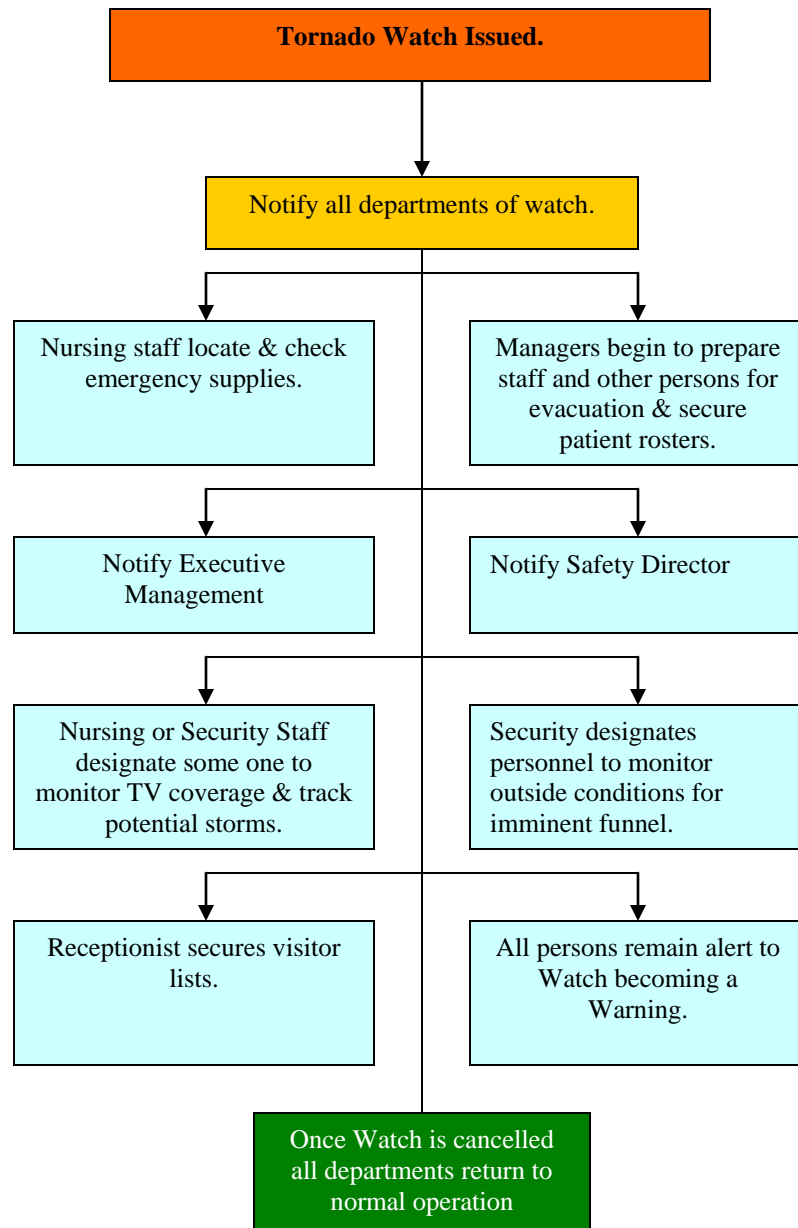 Tornado Watch Issued.
Notify all departments of watch.
Nursing staff locate & check
emergency supplies.
Managers begin to prepare
staff and other persons for
evacuation & secure
patient rosters.
Notify Executive
Management
Notify Safety Director
Nursing or Security Staff
designate some one to
monitor TV coverage & track
potential storms.
Security designates
personnel to monitor
outside conditions for
imminent funnel.
Receptionist secures visitor
lists.
All persons remain alert to
Watch becoming a
Warning.
Once Watch is cancelled
all departments return to
normal operation